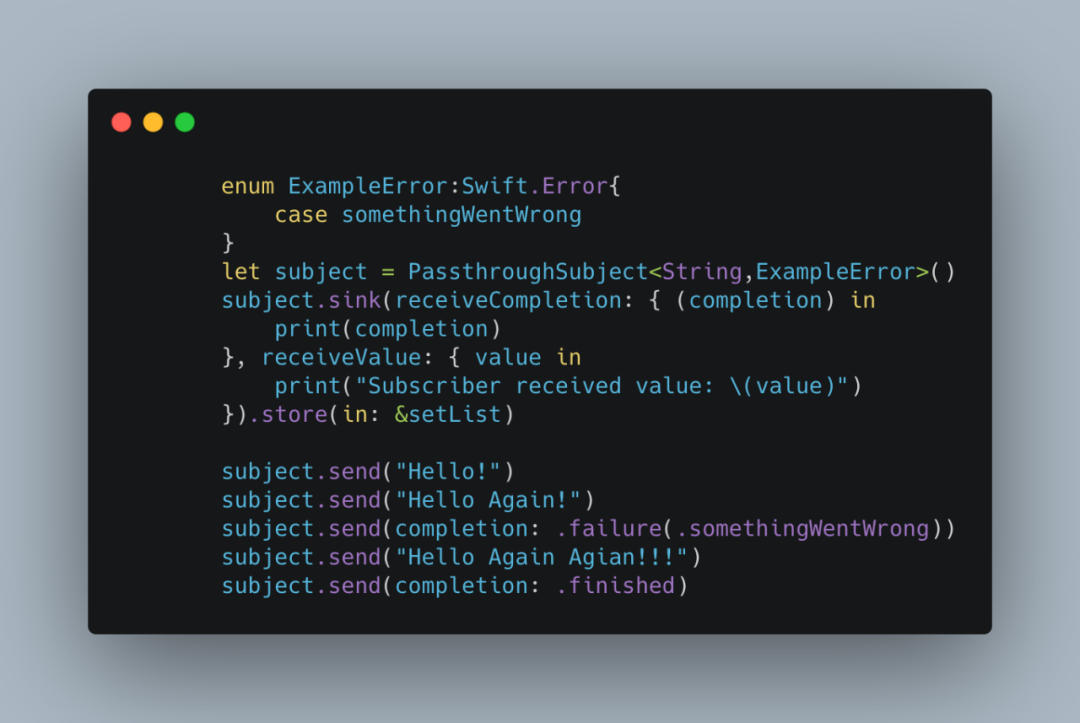 enum ExampleError:Swift.Error{
    case somethingWentWrong
}
let subject = PassthroughSubject<String,ExampleError>()
subject.sink(receiveCompletion: { (completion) in
    print(completion)
}, receiveValue: { value in
    print("Subscriber received value: \(value)")
}).store(in: &setList)

subject.send("Hello!")
subject.send("Hello Again!")
subject.send(completion: .failure(.somethingWentWrong))
subject.send("Hello Again Agian!!!")
subject.send(completion: .finished)